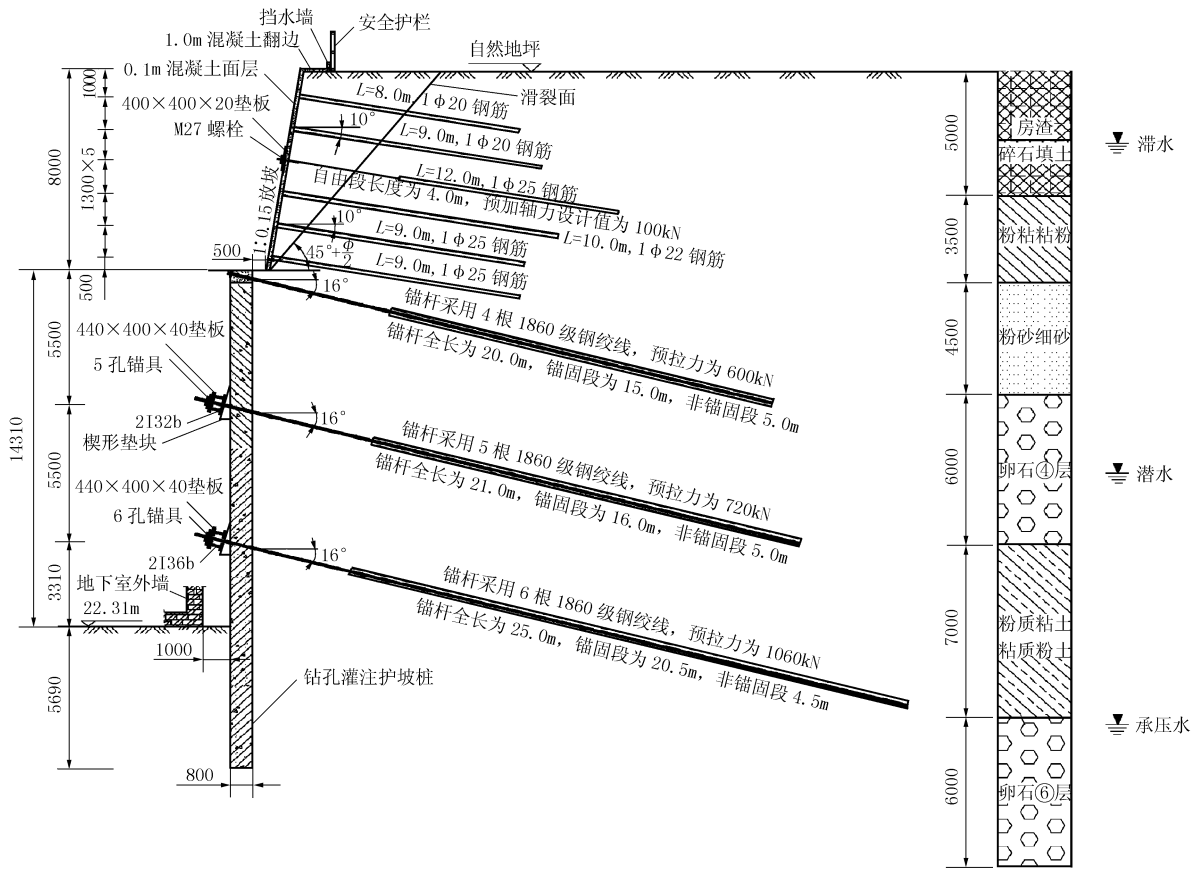 挡水墙
安全护栏
1.0m 混凝土翻边
自然地坪
0.1m 混凝土面层
滑裂面
400×400×20垫板
M27 螺栓
1000
8000
1300×5
500
L=8.0m,1ϕ20 钢筋
10°
L=9.0m,1ϕ20 钢筋
L=12.0m,1ϕ25 钢筋
自由段长度为 4.0m，预加轴力设计值为 100kN
1:0.15 放坡
10°
L=10.0m,1ϕ22 钢筋
L=9.0m,1ϕ25 钢筋
45°+ϕ/2
L=9.0m,1ϕ25 钢筋
500
16°
锚杆采用 4 根 1860 级钢绞线，预拉力为 600kN
锚杆全长为 20.0m，锚固段为 15.0m，非锚固段 5.0m
440×400×40垫板
5 孔锚具
2I32b
楔形垫块
16°
锚杆采用 5 根 1860 级钢绞线，预拉力为 720kN
锚杆全长为 21.0m，锚固段为 16.0m，非锚固段 5.0m
440×400×40垫板
6 孔锚具
2I36b
16°
锚杆采用 6 根 1860 级钢绞线，预拉力为 1060kN
锚杆全长为 25.0m，锚固段为 20.5m，非锚固段 4.5m
地下室外墙
22.31m
1000
钻孔灌注护坡桩
800
14310
5500
5500
3310
5690
5000
3500
4500
6000
7000
6000
房渣
碎石填土
粉粘粘粉
粉砂细砂
卵石④层
粉质粘土
粘质粉土
卵石⑥层
滞水
潜水
承压水